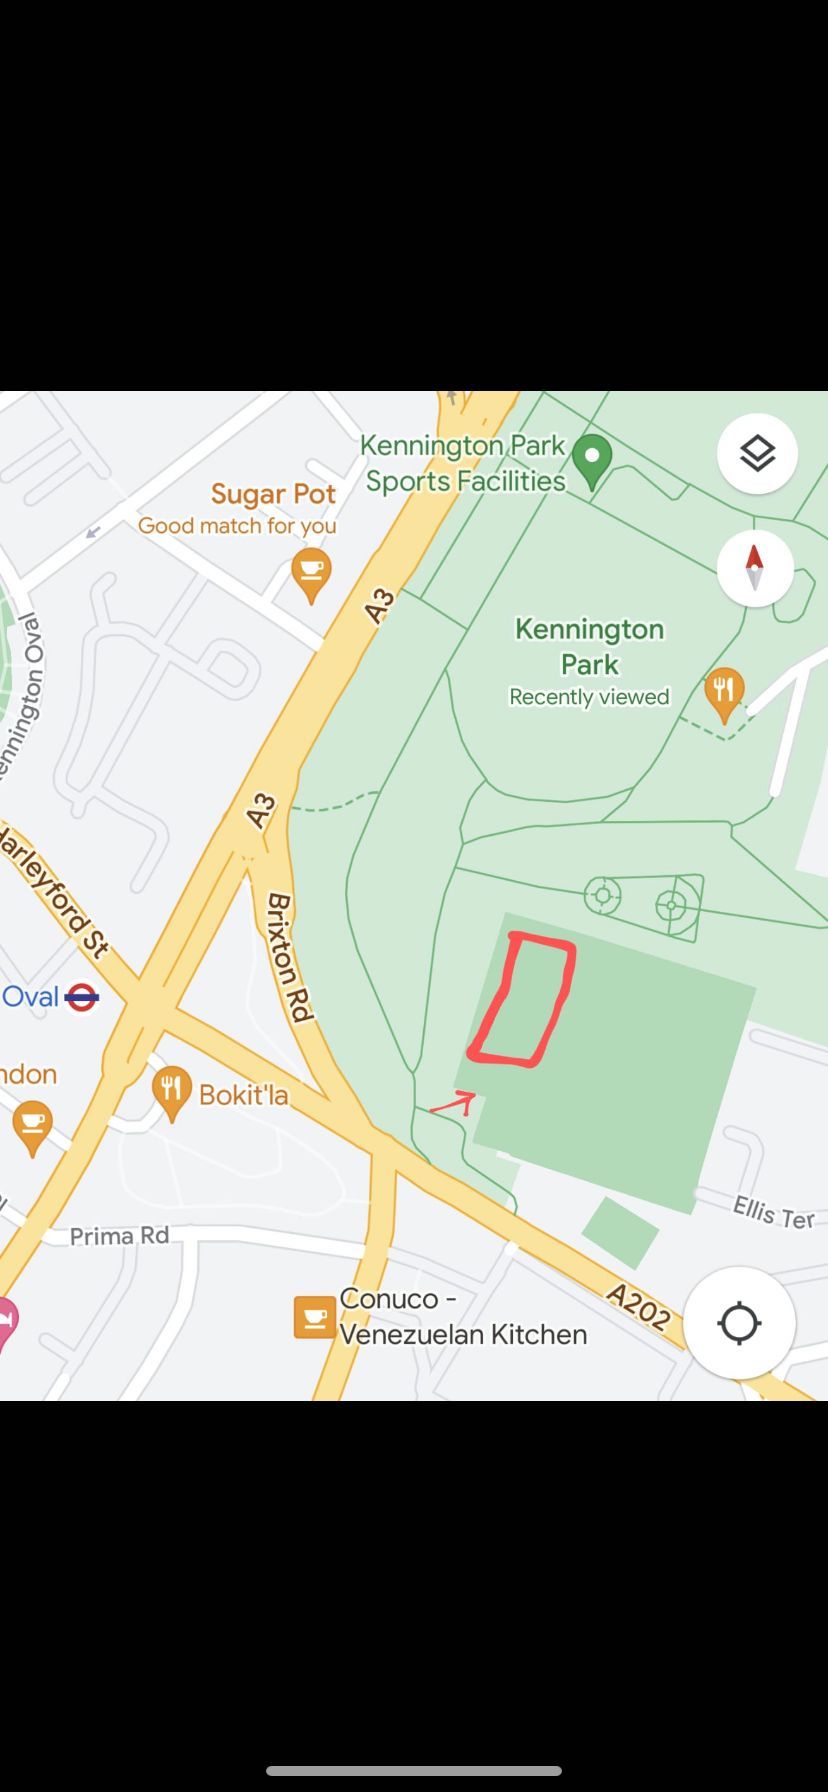 Kennington Park
Sports Facilities
Sugar Pot
Good match for you
A3
Kennington
Park
Recently viewed
ennington Oval
A3
Harleyford St
Brixton Rd
Oval
ndon
Bokit'la
Ellis Ter
Prima Rd
Conuco -
Venezuelan Kitchen
A202